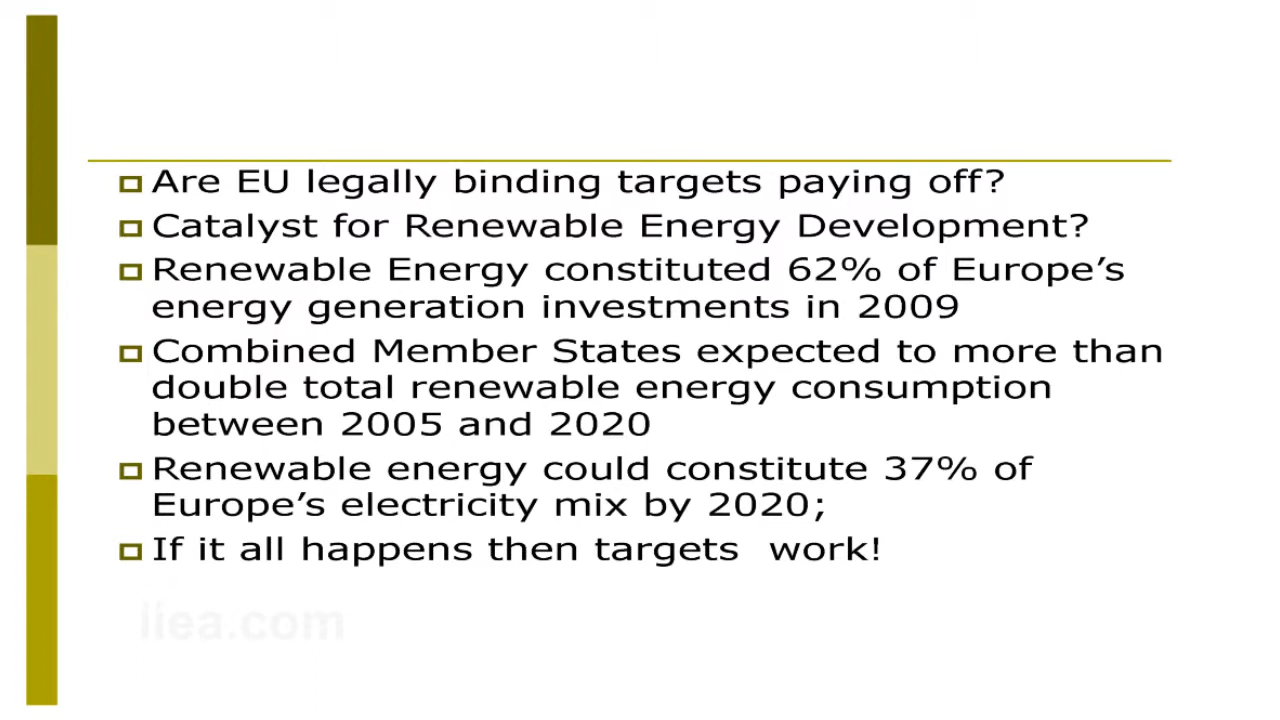 Are EU legally binding targets paying off?
Catalyst for Renewable Energy Development?
Renewable Energy constituted 62% of Europe’s
energy generation investments in 2009
Combined Member States expected to more than
double total renewable energy consumption
between 2005 and 2020
Renewable energy could constitute 37% of
Europe’s electricity mix by 2020;
If it all happens then targets  work!
iiea.com